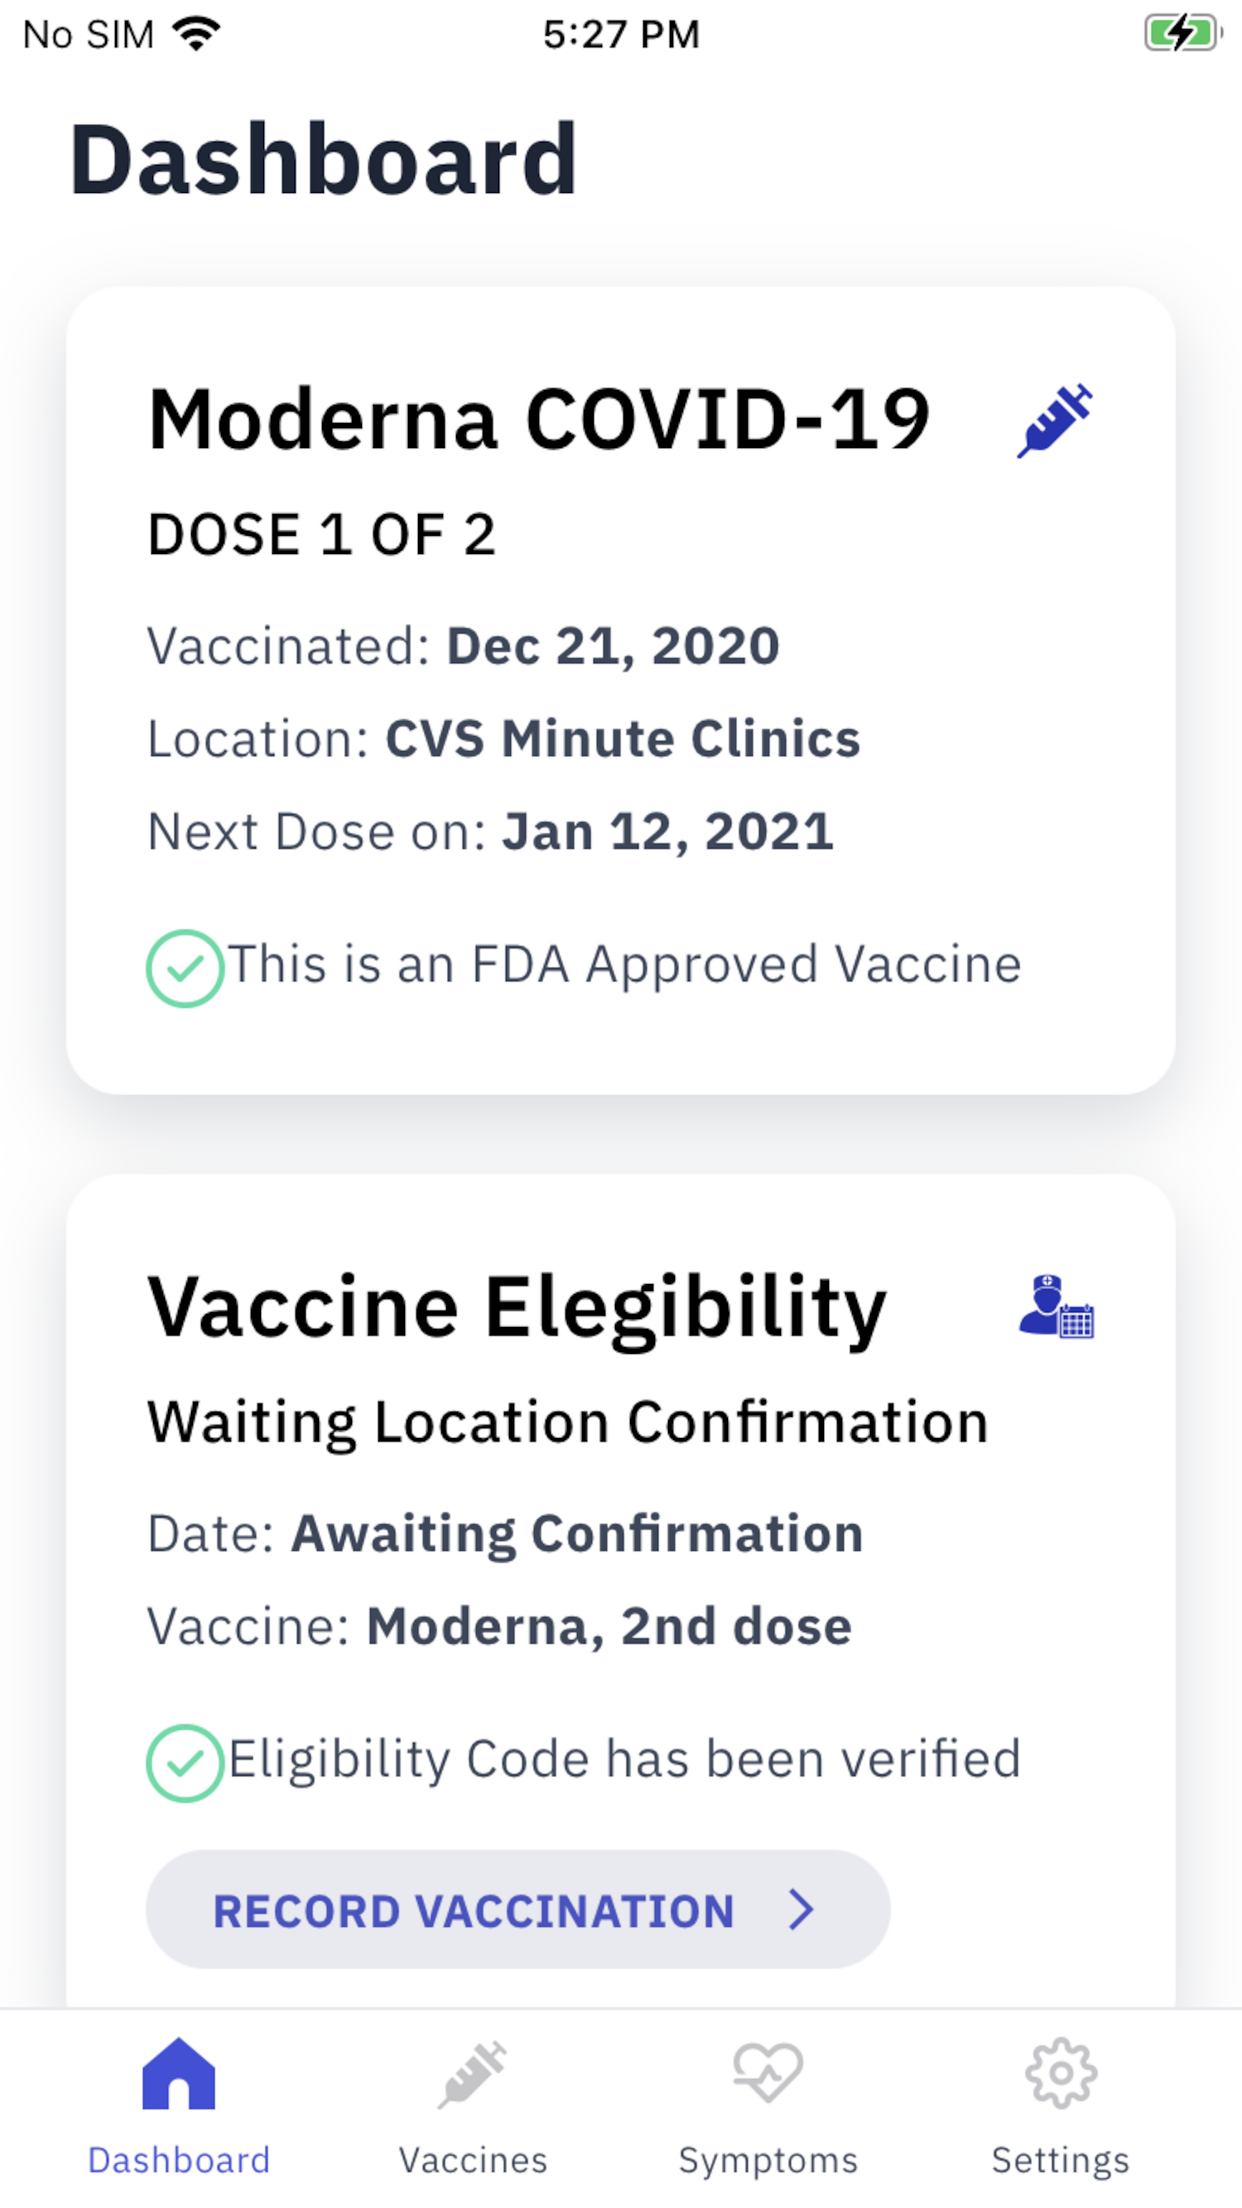 No SIM 5:27 PM
Dashboard
Moderna COVID-19
DOSE 1 OF 2
Vaccinated: Dec 21, 2020
Location: CVS Minute Clinics
Next Dose on: Jan 12, 2021
This is an FDA Approved Vaccine
Vaccine Elegibility
Waiting Location Confirmation
Date: Awaiting Confirmation
Vaccine: Moderna, 2nd dose
Eligibility Code has been verified
RECORD VACCINATION
Dashboard Vaccines Symptoms Settings